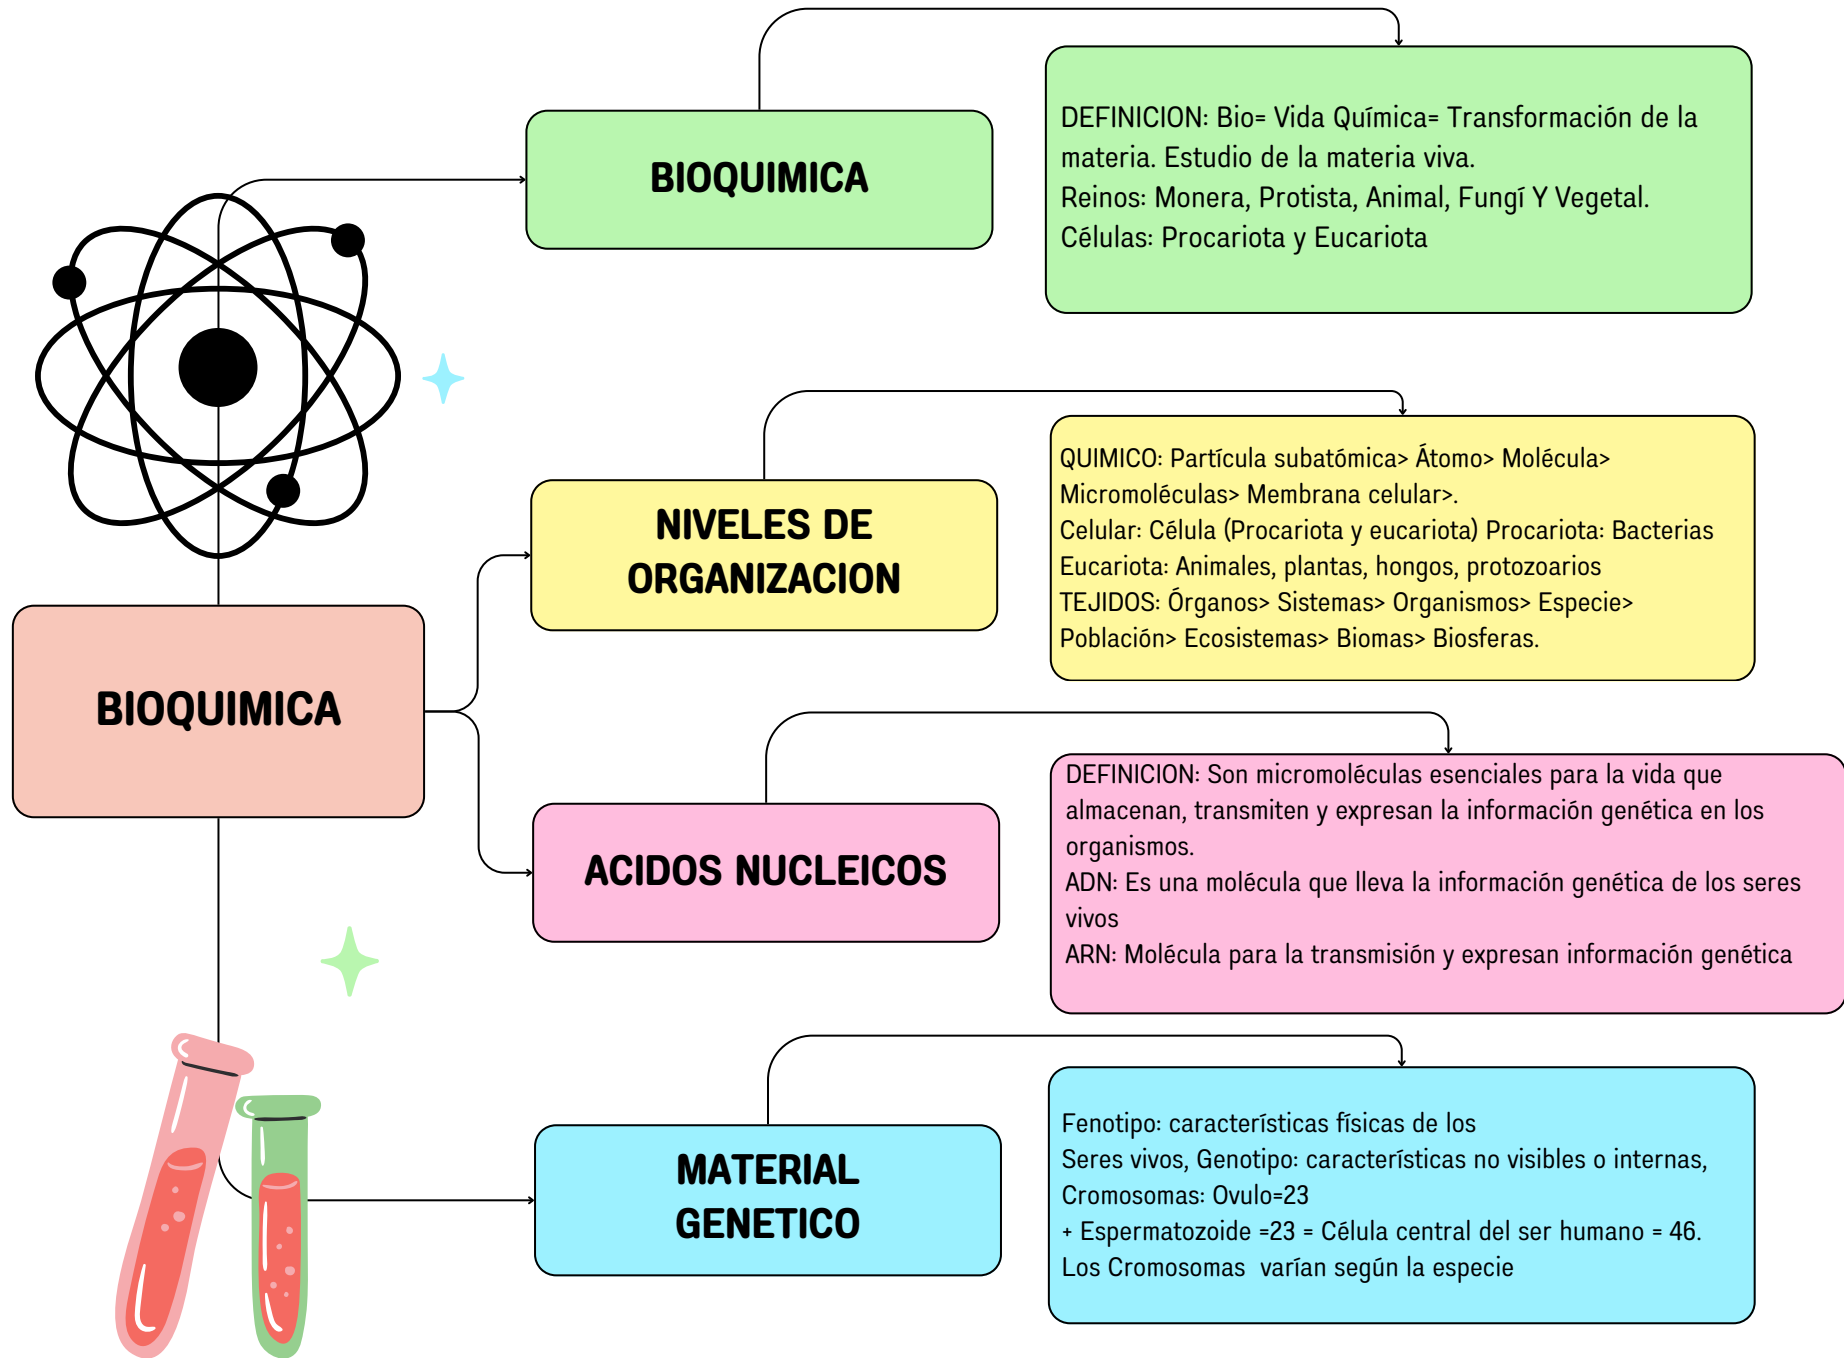 BIOQUIMICA
BIOQUIMICA
DEFINICION: Bio= Vida Química= Transformación de la
materia. Estudio de la materia viva.
Reinos: Monera, Protista, Animal, Fungí Y Vegetal.
Células: Procariota y Eucariota
NIVELES DE
ORGANIZACION
QUIMICO: Partícula subatómica> Átomo> Molécula>
Micromoléculas> Membrana celular>.
Celular: Célula (Procariota y eucariota) Procariota: Bacterias
Eucariota: Animales, plantas, hongos, protozoarios
TEJIDOS: Órganos> Sistemas> Organismos> Especie>
Población> Ecosistemas> Biomas> Biosferas.
ACIDOS NUCLEICOS
DEFINICION: Son micromoléculas esenciales para la vida que
almacenan, transmiten y expresan la información genética en los
organismos.
ADN: Es una molécula que lleva la información genética de los seres
vivos
ARN: Molécula para la transmisión y expresan información genética
MATERIAL
GENETICO
Fenotipo: características físicas de los
Seres vivos, Genotipo: características no visibles o internas,
Cromosomas: Ovulo=23
+ Espermatozoide =23 = Célula central del ser humano = 46.
Los Cromosomas  varían según la especie